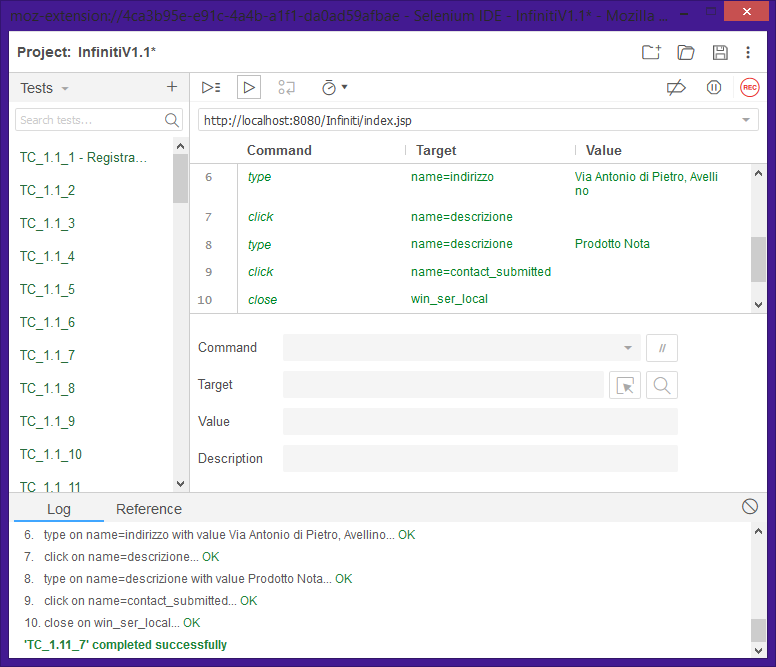 moz-extension://4ca3b95e-e91c-4a4b-a1f1-da0ad59afbae - Selenium IDE - InfinitiV1.1* - Mozilla ...
Project: InfinitiV1.1*
Tests
Search tests...
TC_1.1_1 - Registra...
TC_1.1_2
TC_1.1_3
TC_1.1_4
TC_1.1_5
TC_1.1_6
TC_1.1_7
TC_1.1_8
TC_1.1_9
TC_1.1_10
TC_1.1_11
REC
http://localhost:8080/Infiniti/index.jsp
Command Target Value
6 type name=indirizzo Via Antonio di Pietro, Avelli
no
7 click name=descrizione
8 type name=descrizione Prodotto Nota
9 click name=contact_submitted
10 close win_ser_local
Command //
Target
Value
Description
Log Reference
6. type on name=indirizzo with value Via Antonio di Pietro, Avellino... OK
7. click on name=descrizione... OK
8. type on name=descrizione with value Prodotto Nota... OK
9. click on name=contact_submitted... OK
10. close on win_ser_local... OK
'TC_1.11_7' completed successfully